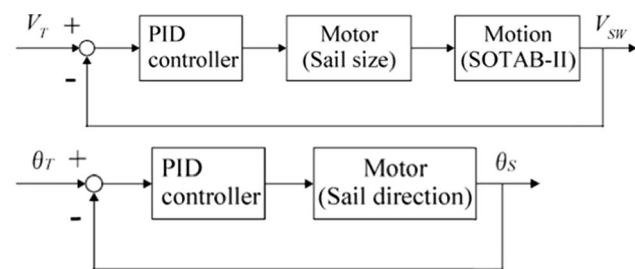 V_T + PID controller Motor (Sail size) Motion (SOTAB-II) V_SW
-
θ_T + PID controller Motor (Sail direction) θ_S
-